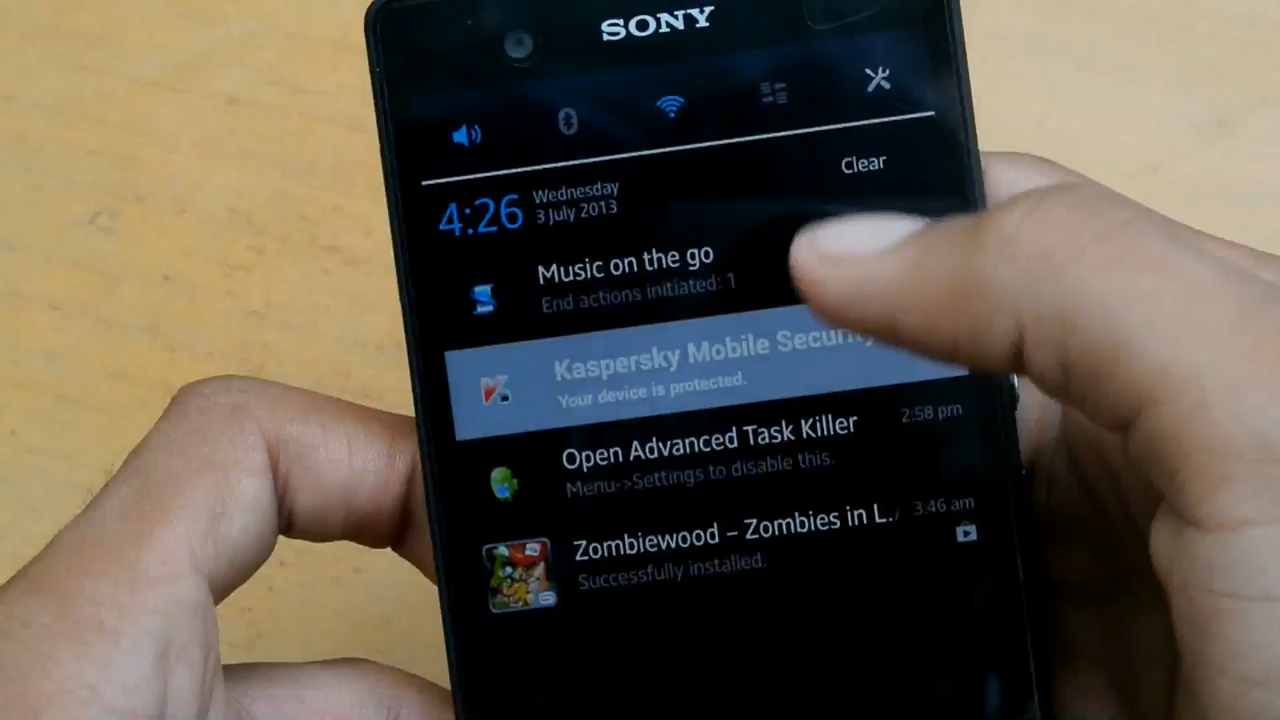 SONY
Clear
4:26
Wednesday
3 July 2013
Music on the go
End actions initiated: 1
Kaspersky Mobile Security
Your device is protected.
Open Advanced Task Killer 2:58 pm
Menu->Settings to disable this.
Zombiewood – Zombies in L. 3:46 am
Successfully installed.